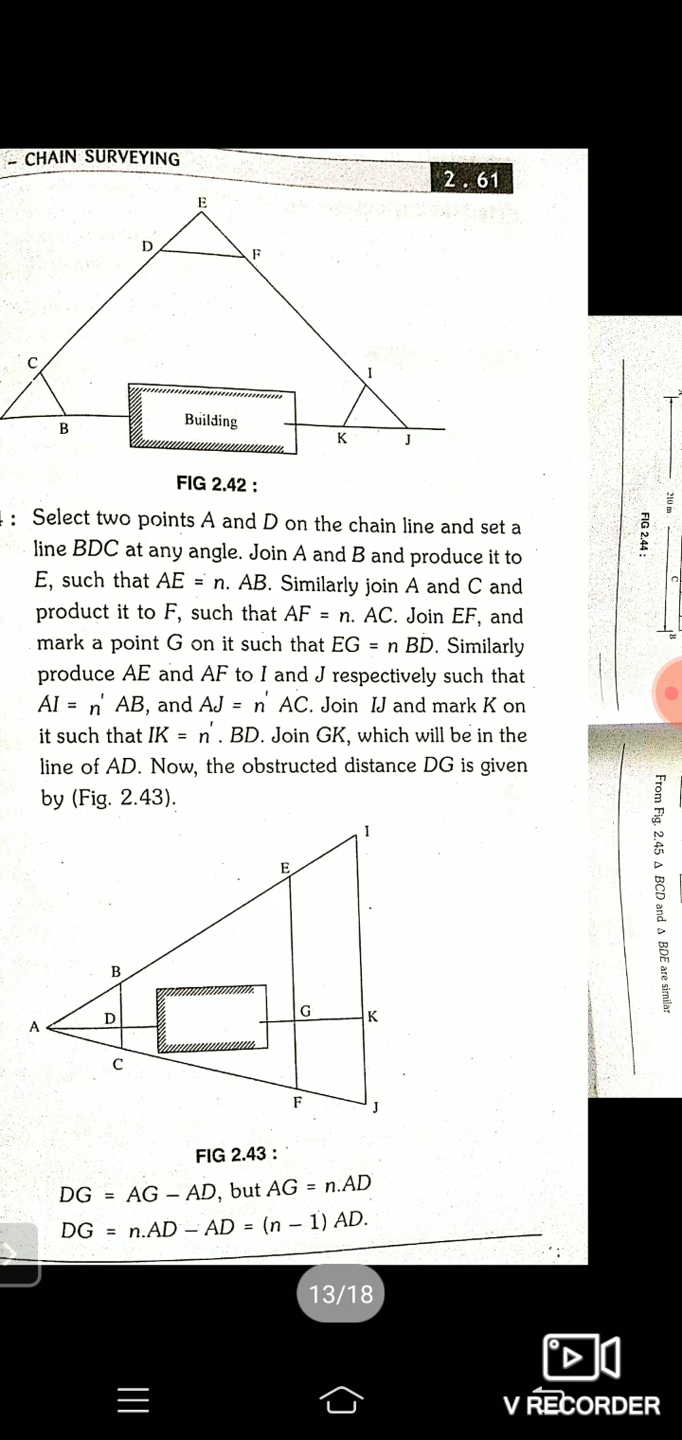 – CHAIN SURVEYING
2 . 61
E
D
F
C
I
Building
B
K
J
FIG 2.42 :
: Select two points A and D on the chain line and set a
line BDC at any angle. Join A and B and produce it to
E, such that AE = n. AB. Similarly join A and C and
product it to F, such that AF = n. AC. Join EF, and
mark a point G on it such that EG = n BD. Similarly
produce AE and AF to I and J respectively such that
AI = n' AB, and AJ = n' AC. Join IJ and mark K on
it such that IK = n'. BD. Join GK, which will be in the
line of AD. Now, the obstructed distance DG is given
by (Fig. 2.43).
I
E
B
A
D
G
K
C
F
J
FIG 2.43 :
DG = AG – AD, but AG = n.AD
DG = n.AD – AD = (n – 1) AD.
210 m
C
B
FIG 2.44 :
From Fig. 2.45 Δ BCD and Δ BDE are similar
13/18
V RECORDER